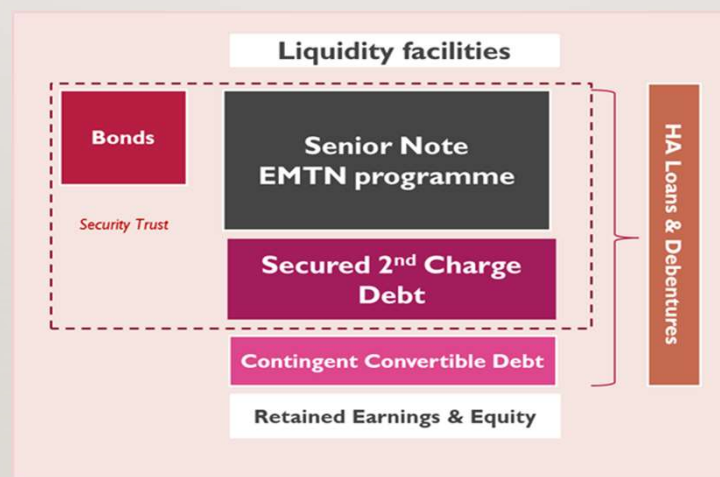 Liquidity facilities
Bonds
Senior Note
EMTN programme
Security Trust
Secured 2nd Charge
Debt
Contingent Convertible Debt
Retained Earnings & Equity
HA Loans & Debentures